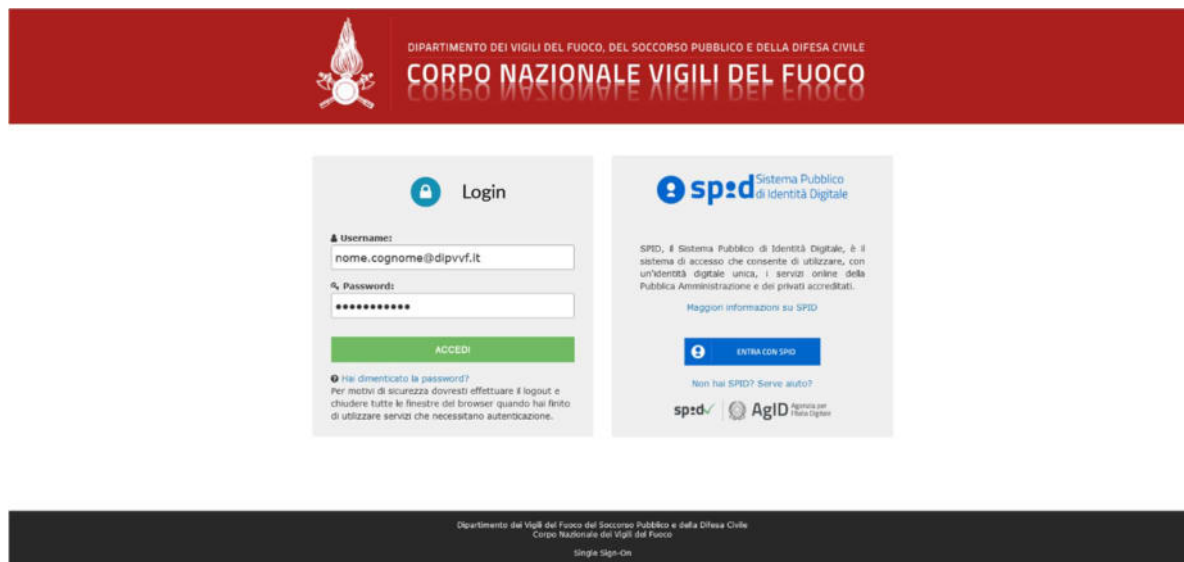 DIPARTIMENTO DEI VIGILI DEL FUOCO, DEL SOCCORSO PUBBLICO E DELLA DIFESA CIVILE
CORPO NAZIONALE VIGILI DEL FUOCO
Login
Username:
nome.cognome@dipvvf.it
Password:
•••••••••••
ACCEDI
Hai dimenticato la password?
Per motivi di sicurezza dovresti effettuare il logout e
chiudere tutte le finestre del browser quando hai finito
di utilizzare servizi che necessitano autenticazione.
spid Sistema Pubblico
di Identità Digitale
SPID, il Sistema Pubblico di Identità Digitale, è il
sistema di accesso che consente di utilizzare, con
un'identità digitale unica, i servizi online della
Pubblica Amministrazione e dei privati accreditati.
Maggiori informazioni su SPID
ENTRA CON SPID
Non hai SPID? Serve aiuto?
spid AgID Agenzia per
l'Italia Digitale
Dipartimento dei Vigili del Fuoco del Soccorso Pubblico e della Difesa Civile
Corpo Nazionale dei Vigili del Fuoco
Single Sign-On